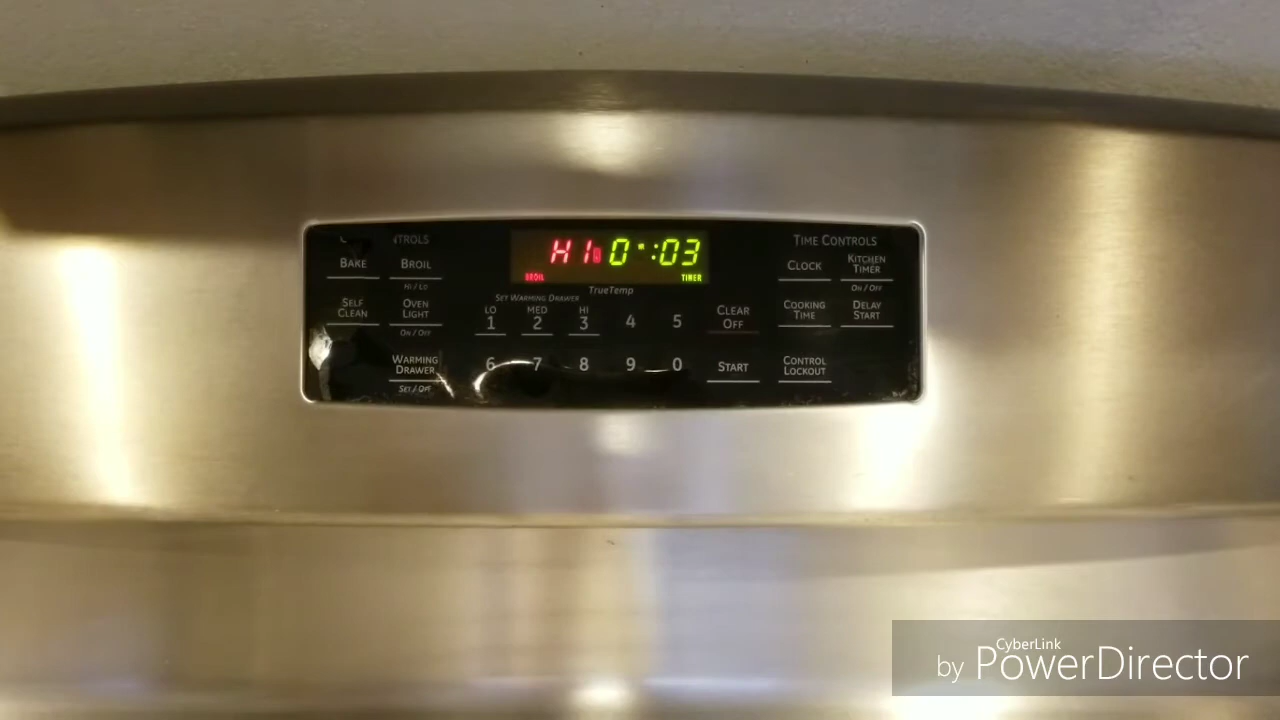 TROLS
BAKE
BROIL
HI / LO
SELF
CLEAN
OVEN
LIGHT
ON / OFF
WARMING
DRAWER
SET / OFF
HI 0:03
BROIL
TIMER
TrueTemp
SET WARMING DRAWER
LO MED HI
1 2 3 4 5
6 7 8 9 0
CLEAR
OFF
START
TIME CONTROLS
CLOCK
KITCHEN
TIMER
ON / OFF
COOKING
TIME
DELAY
START
CONTROL
LOCKOUT
CyberLink
by PowerDirector